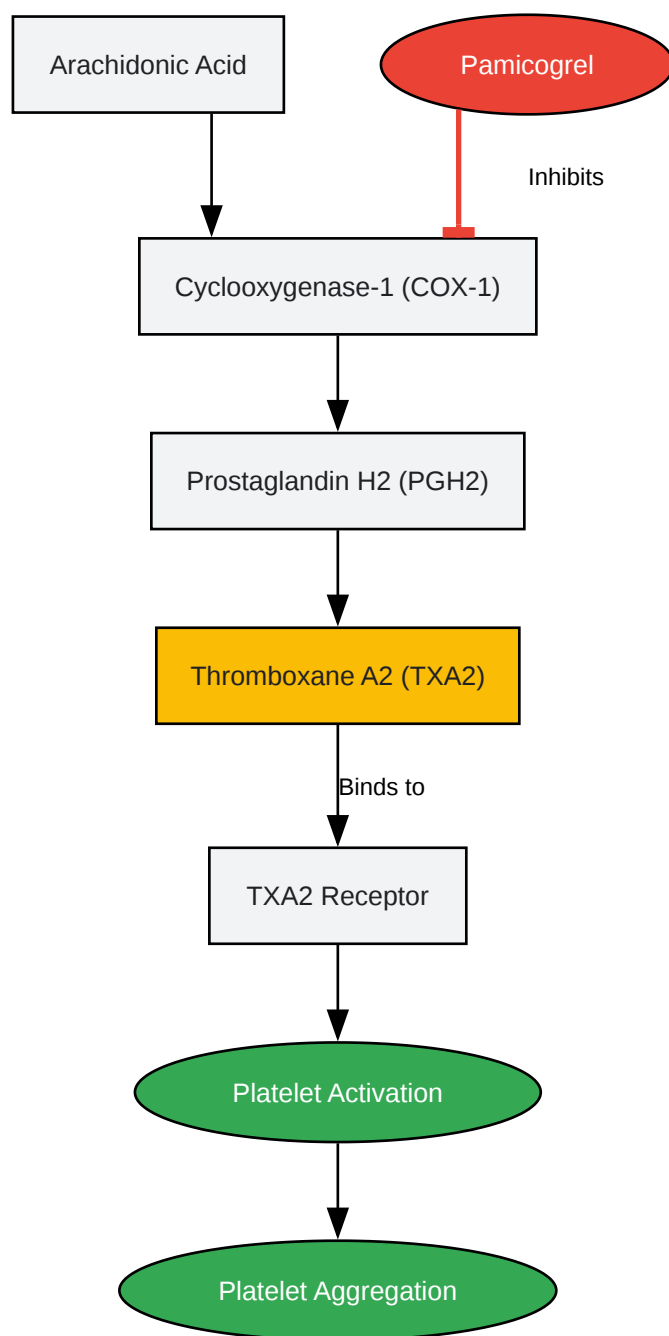 Arachidonic Acid
Pamicogrel
Inhibits
Cyclooxygenase-1 (COX-1)
Prostaglandin H2 (PGH2)
Thromboxane A2 (TXA2)
Binds to
TXA2 Receptor
Platelet Activation
Platelet Aggregation